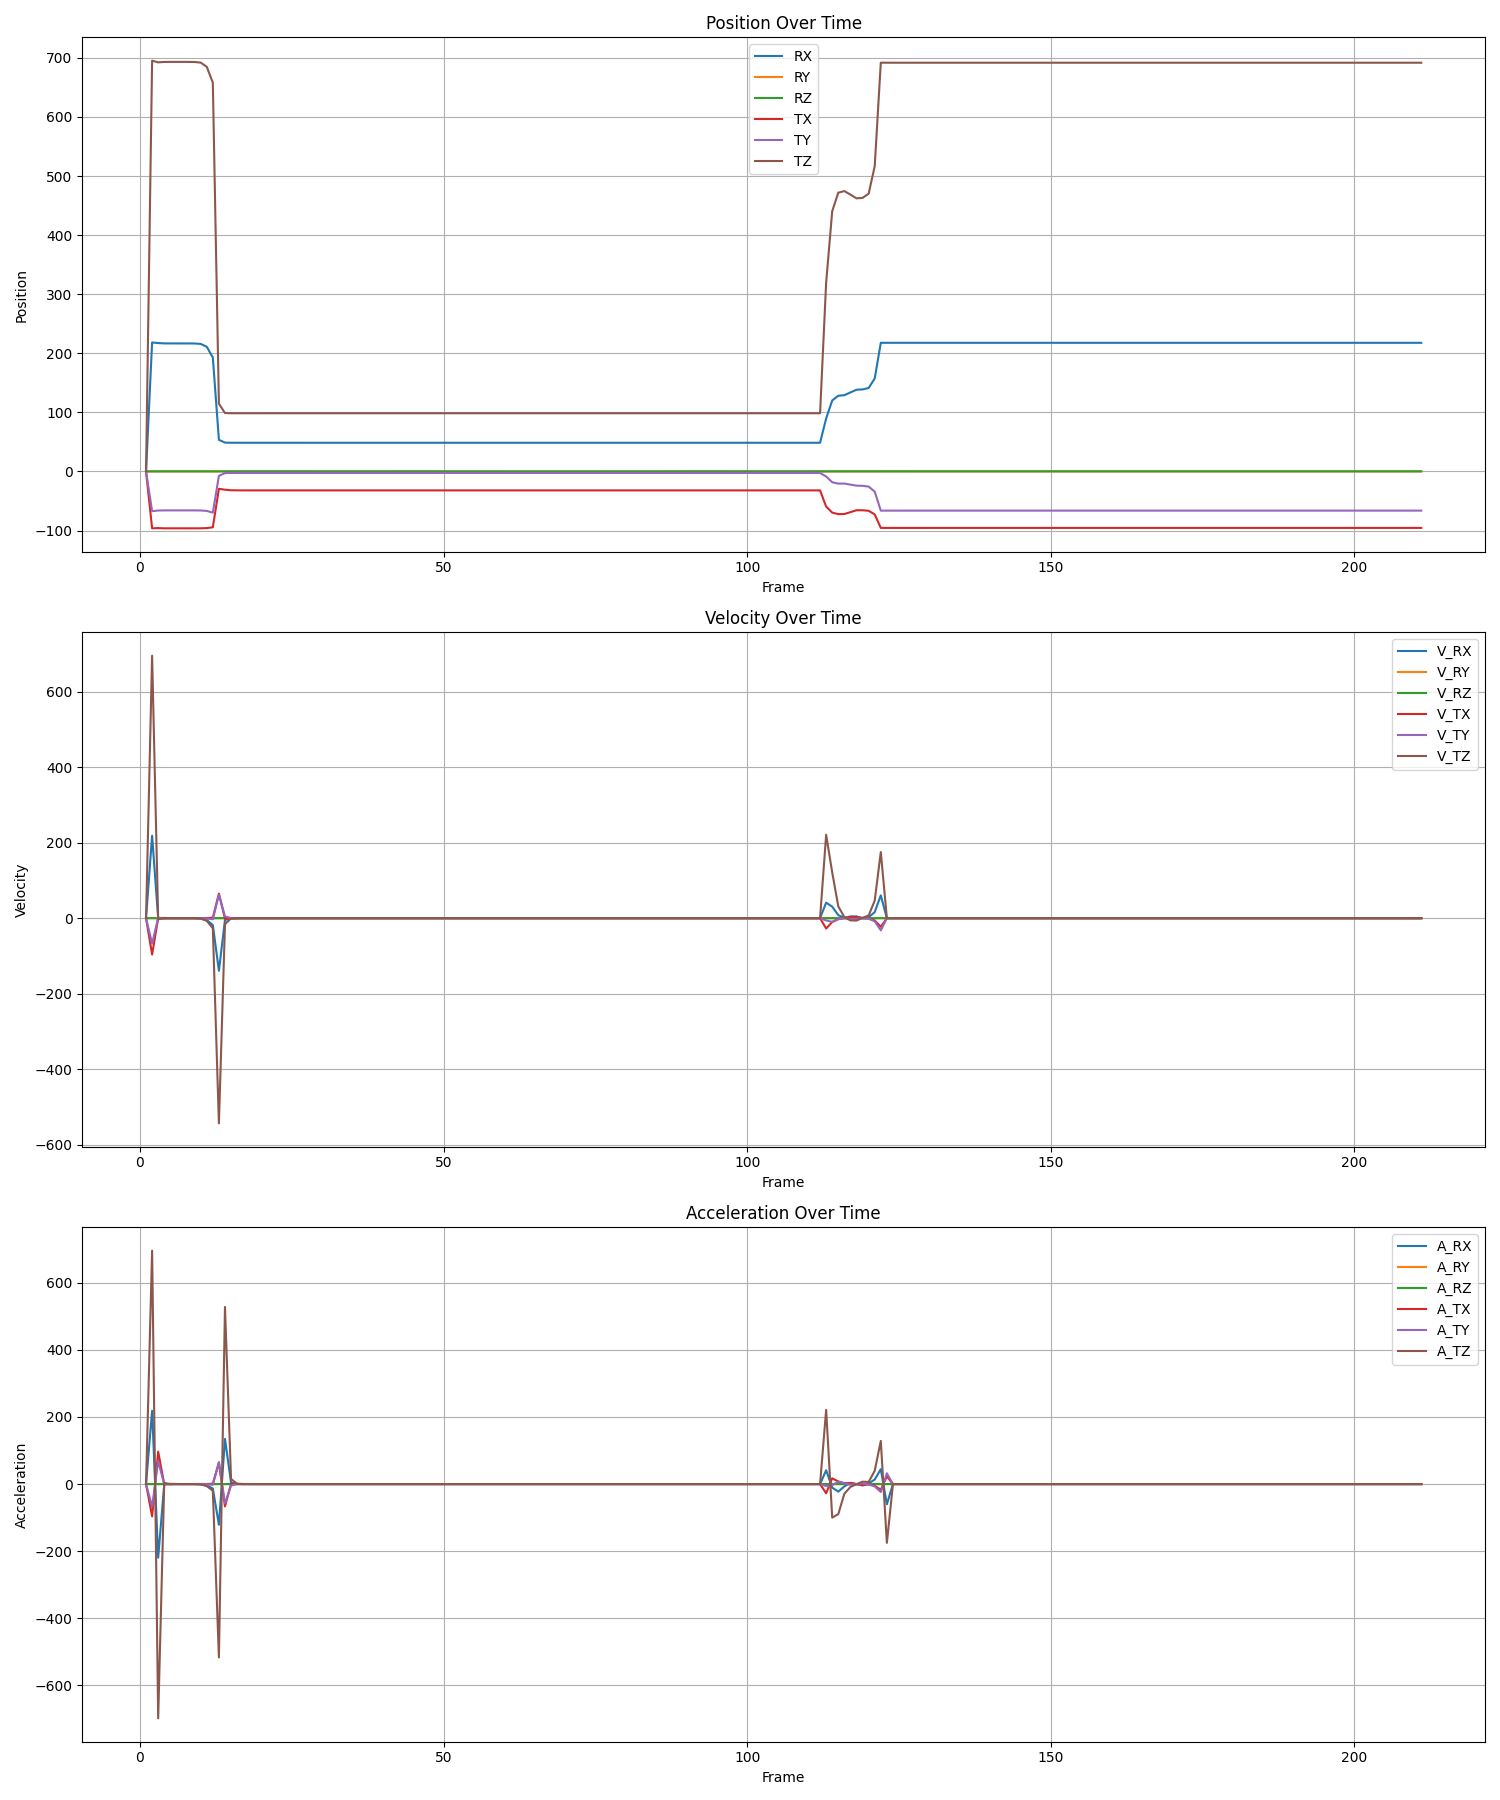 Position Over Time
700
600
500
400
300
200
100
0
−100
Position
RX
RY
RZ
TX
TY
TZ
0
50
100
150
200
Frame
Velocity Over Time
600
400
200
0
−200
−400
−600
Velocity
V_RX
V_RY
V_RZ
V_TX
V_TY
V_TZ
0
50
100
150
200
Frame
Acceleration Over Time
600
400
200
0
−200
−400
−600
Acceleration
A_RX
A_RY
A_RZ
A_TX
A_TY
A_TZ
0
50
100
150
200
Frame